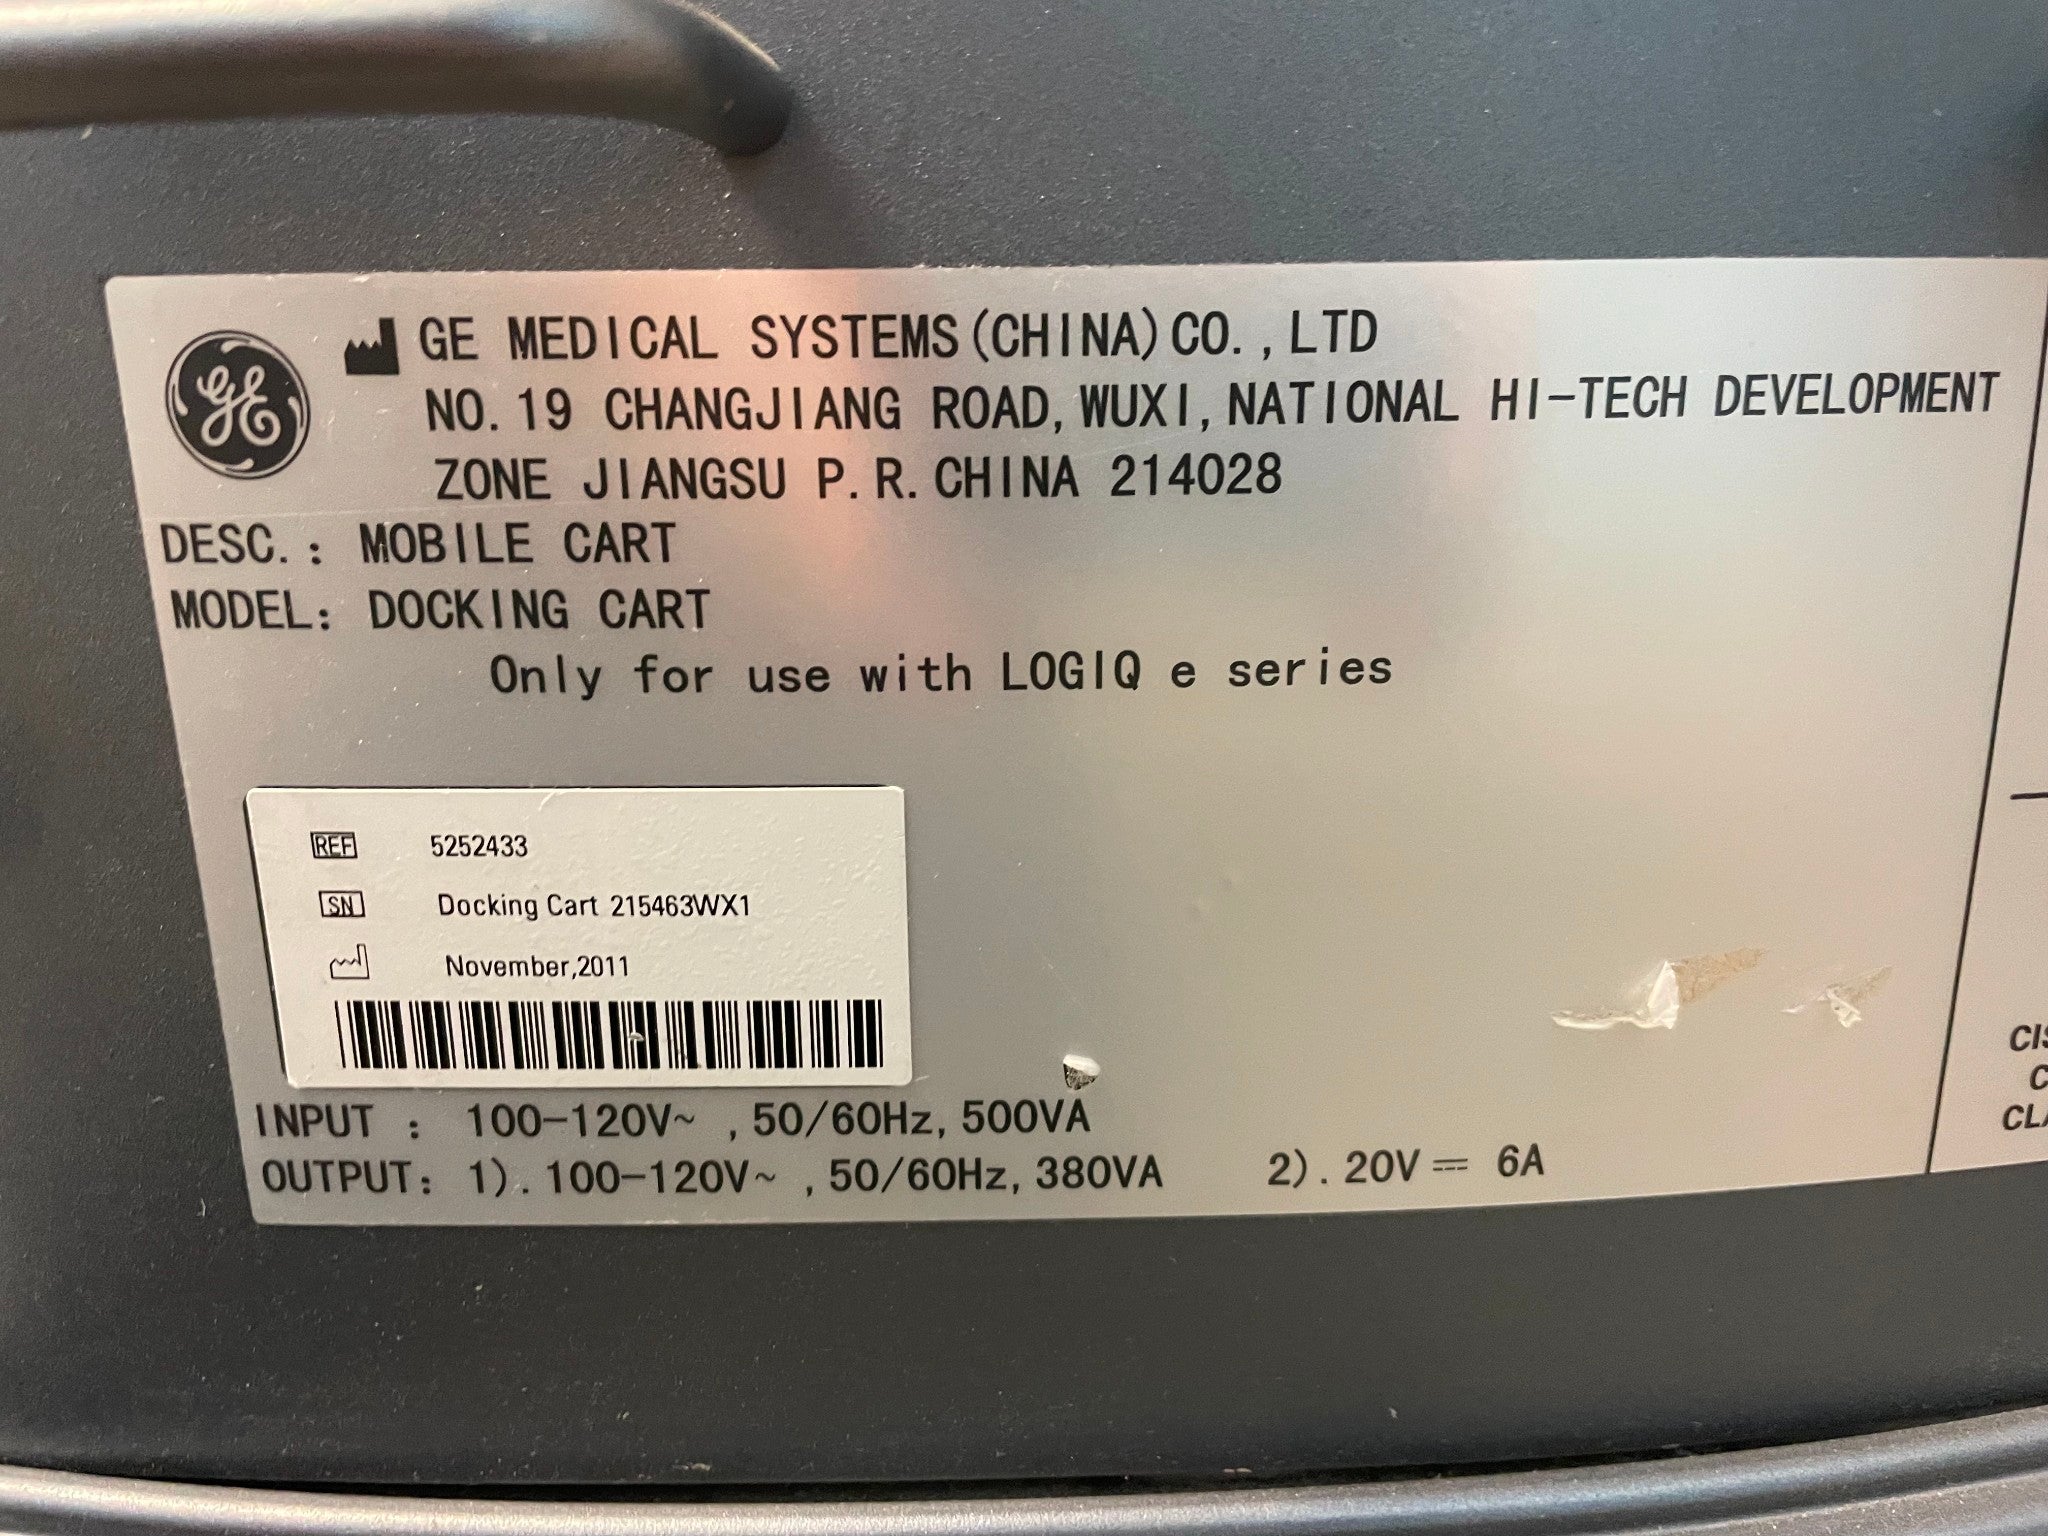 GE
GE MEDICAL SYSTEMS(CHINA)CO.,LTD
NO.19 CHANGJIANG ROAD,WUXI,NATIONAL HI-TECH DEVELOPMENT
ZONE JIANGSU P.R.CHINA 214028
DESC.: MOBILE CART
MODEL: DOCKING CART
Only for use with LOGIQ e series
REF 5252433
SN Docking Cart 215463WX1
November,2011
INPUT : 100-120V~ ,50/60Hz,500VA
OUTPUT: 1).100-120V~ ,50/60Hz,380VA 2).20V⎓ 6A